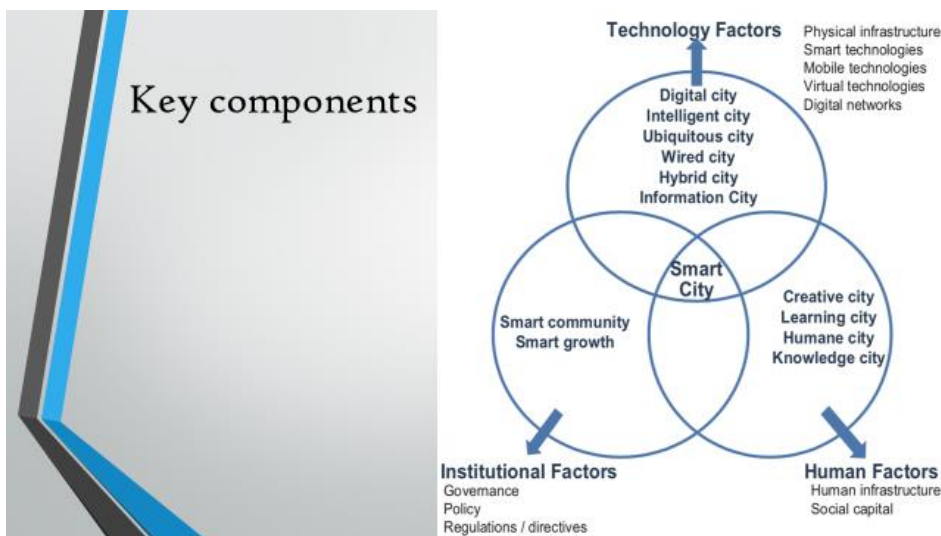 Key components
Technology Factors
Physical infrastructure
Smart technologies
Mobile technologies
Virtual technologies
Digital networks
Digital city
Intelligent city
Ubiquitous city
Wired city
Hybrid city
Information City
Smart
City
Smart community
Smart growth
Creative city
Learning city
Humane city
Knowledge city
Institutional Factors
Governance
Policy
Regulations / directives
Human Factors
Human infrastructure
Social capital